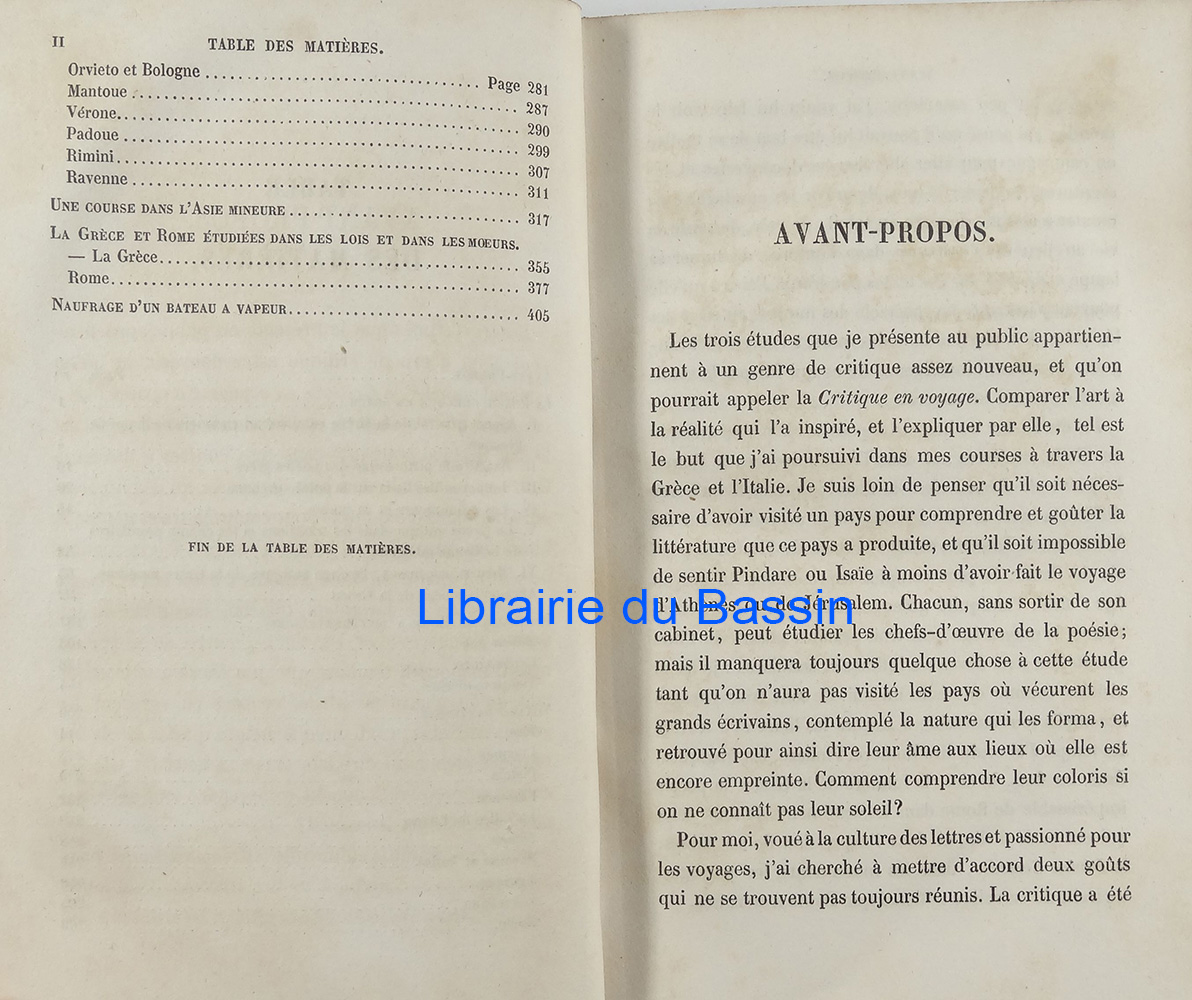 II
TABLE DES MATIÈRES.
Orvieto et Bologne ........ Page 281
Mantoue ........ 287
Vérone ........ 290
Padoue ........ 299
Rimini ........ 307
Ravenne ........ 311
UNE COURSE DANS L'ASIE MINEURE ........ 317
LA GRÈCE ET ROME ÉTUDIÉES DANS LES LOIS ET DANS LES MŒURS.
— La Grèce ........ 355
Rome ........ 377
NAUFRAGE D'UN BATEAU A VAPEUR ........ 405
FIN DE LA TABLE DES MATIÈRES.
AVANT-PROPOS.
Les trois études que je présente au public appartien-
nent à un genre de critique assez nouveau, et qu'on
pourrait appeler la Critique en voyage. Comparer l'art à
la réalité qui l'a inspiré, et l'expliquer par elle, tel est
le but que j'ai poursuivi dans mes courses à travers la
Grèce et l'Italie. Je suis loin de penser qu'il soit néces-
saire d'avoir visité un pays pour comprendre et goûter la
littérature que ce pays a produite, et qu'il soit impossible
de sentir Pindare ou Isaïe à moins d'avoir fait le voyage
d'Athènes ou de Jérusalem. Chacun, sans sortir de son
cabinet, peut étudier les chefs-d'œuvre de la poésie;
mais il manquera toujours quelque chose à cette étude
tant qu'on n'aura pas visité les pays où vécurent les
grands écrivains, contemplé la nature qui les forma, et
retrouvé pour ainsi dire leur âme aux lieux où elle est
encore empreinte. Comment comprendre leur coloris si
on ne connaît pas leur soleil?
Pour moi, voué à la culture des lettres et passionné pour
les voyages, j'ai cherché à mettre d'accord deux goûts
qui ne se trouvent pas toujours réunis. La critique a été
Librairie du Bassin